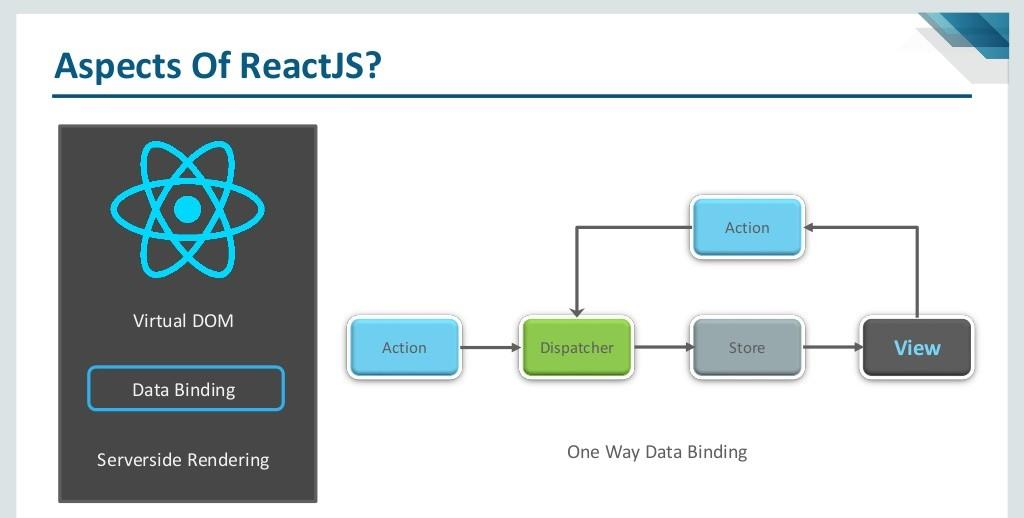 Aspects Of ReactJS?
Virtual DOM
Data Binding
Serverside Rendering
Action
Action
Dispatcher
Store
View
One Way Data Binding